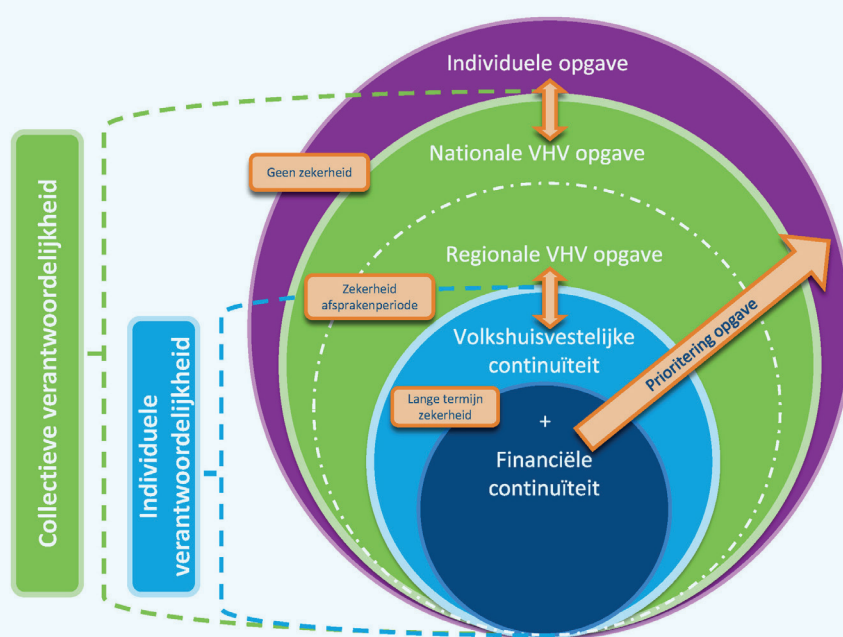 Individuele opgave
Nationale VHV opgave
Geen zekerheid
Regionale VHV opgave
Zekerheid
afsprakenperiode
Volkshuisvestelijke
continuïteit
Lange termijn
zekerheid
+
Financiële
continuïteit
Prioritering opgave
Collectieve verantwoordelijkheid
Individuele
verantwoordelijkheid